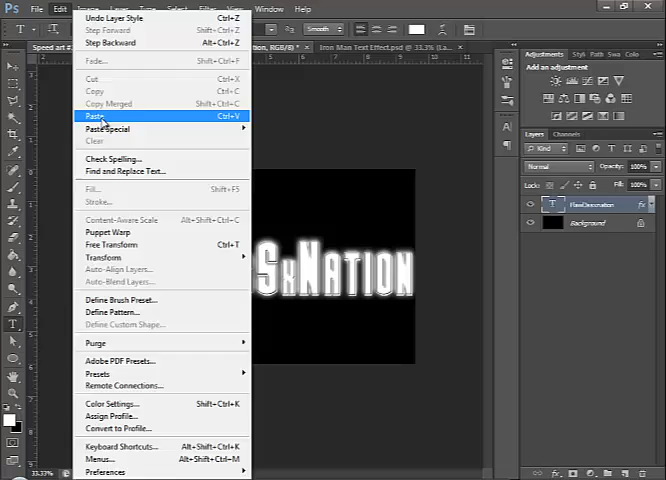 Ps File Edit Image Layer Type Select Filter View
Smooth
Speed art #
tion, RGB/8) *
Iron Man Text Effect.psd @ 33.3% (L...
Undo Layer Style Ctrl+Z
Step Forward Shift+Ctrl+Z
Step Backward Alt+Ctrl+Z
Fade... Shift+Ctrl+F
Cut Ctrl+X
Copy Ctrl+C
Copy Merged Shift+Ctrl+C
Paste Ctrl+V
Paste Special
Clear
Check Spelling...
Find and Replace Text...
Fill... Shift+F5
Stroke...
Content-Aware Scale Alt+Shift+Ctrl+C
Puppet Warp
Free Transform Ctrl+T
Transform
Auto-Align Layers...
Auto-Blend Layers...
Define Brush Preset...
Define Pattern...
Define Custom Shape...
Purge
Adobe PDF Presets...
Presets
Remote Connections...
Color Settings... Shift+Ctrl+K
Assign Profile...
Convert to Profile...
Keyboard Shortcuts... Alt+Shift+Ctrl+K
Menus... Alt+Shift+Ctrl+M
Preferences
SxNATION
33.33%
Adjustments Styl Path Swa Col
Add an adjustment
Layers Channels
Kind
Normal Opacity: 100%
Lock: Fill: 100%
T fx
Background